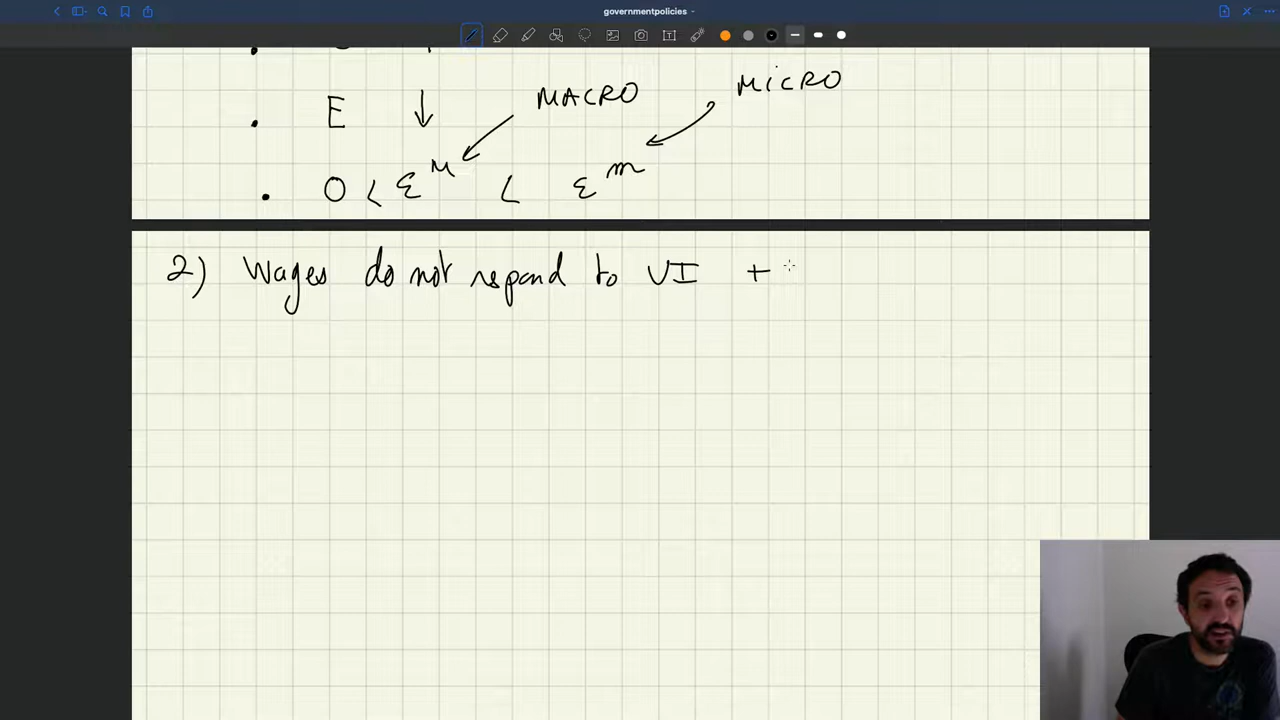 governmentpolicies
MACRO
MiCRO
• E ↓
• 0 < ε^M < ε^m
2) Wages do not respond to UI +